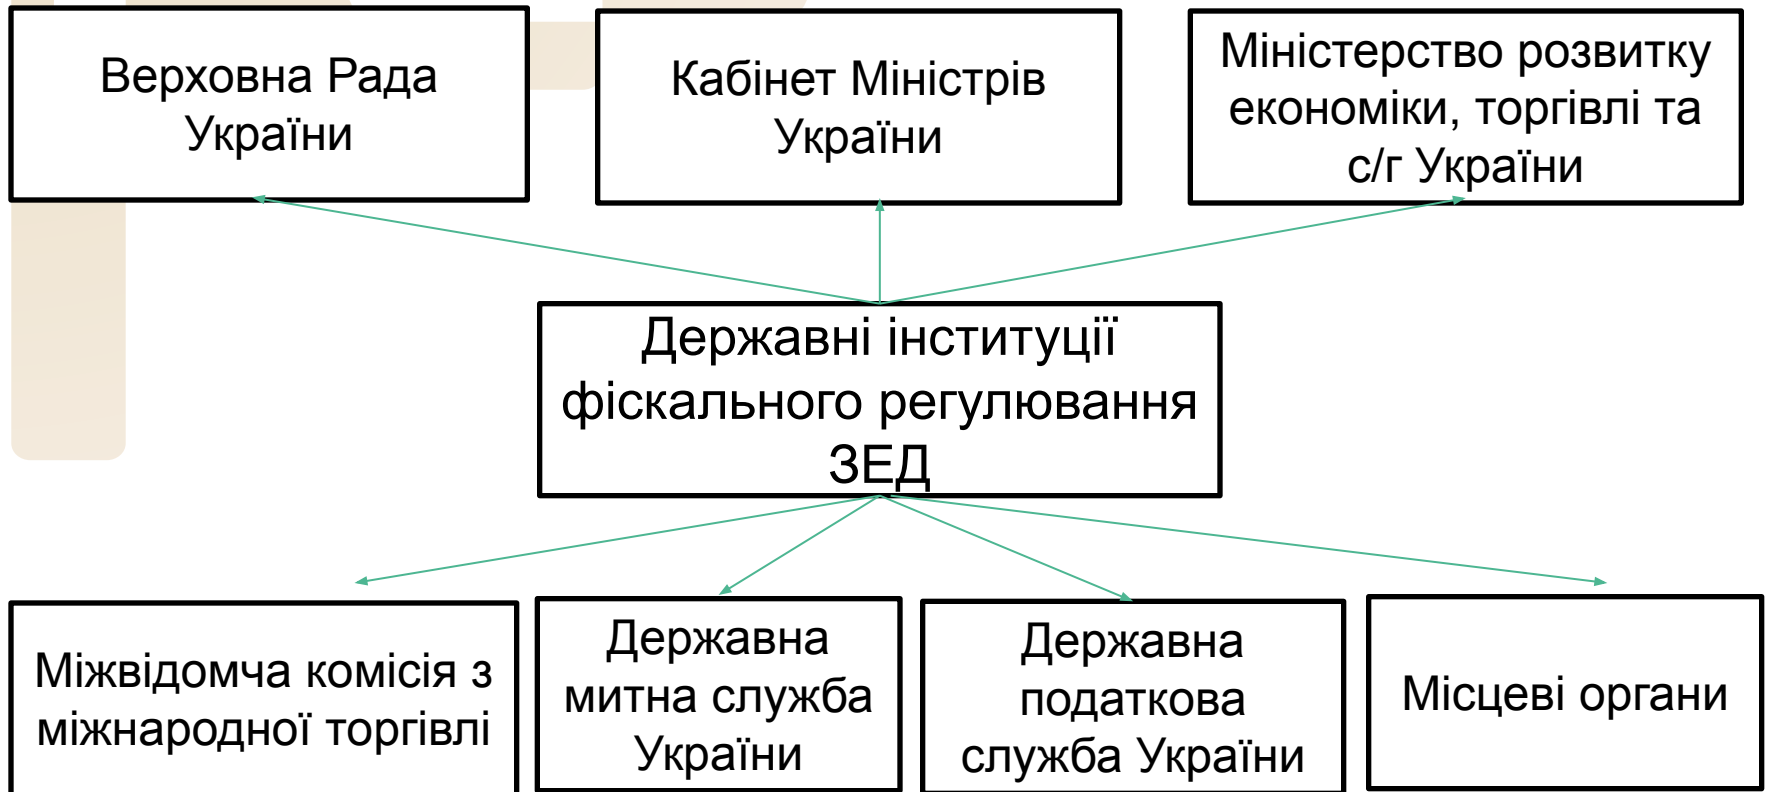 Верховна Рада
України
Кабінет Міністрів
України
Міністерство розвитку
економіки, торгівлі та
с/г України
Державні інституції
фіскального регулювання
ЗЕД
Міжвідомча комісія з
міжнародної торгівлі
Державна
митна служба
України
Державна
податкова
служба України
Місцеві органи